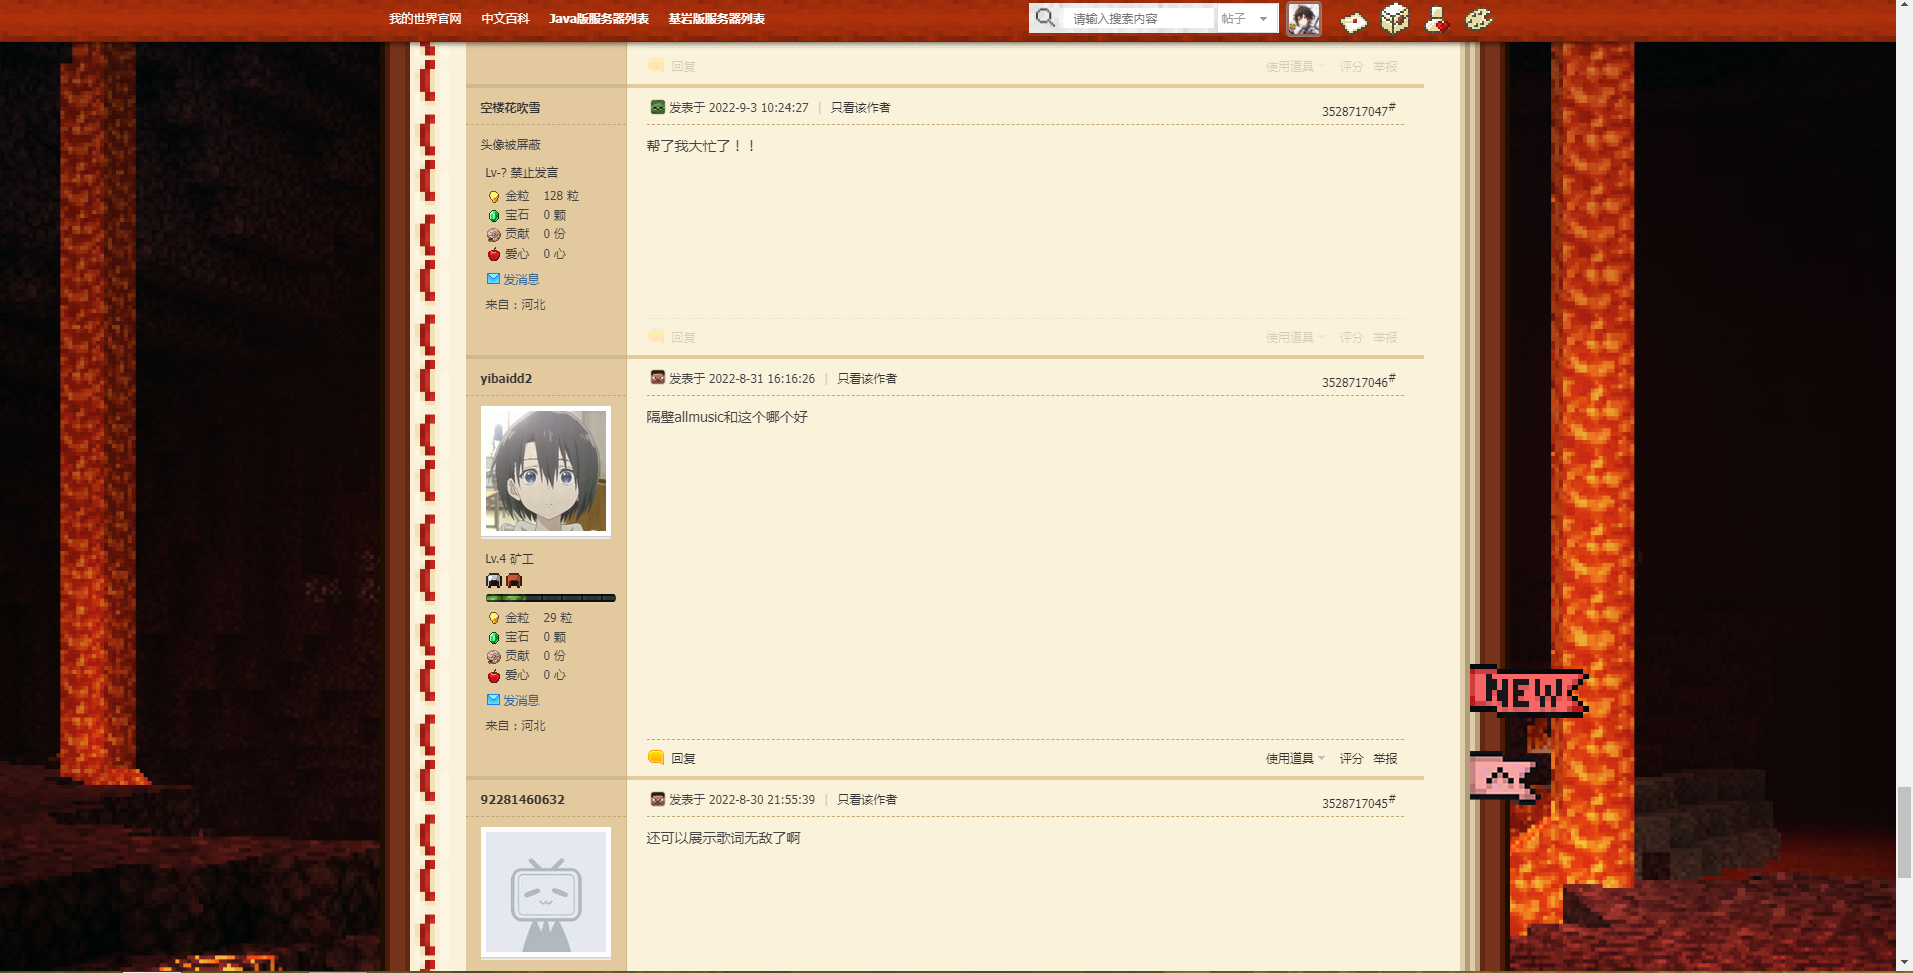 我的世界官网 中文百科 Java版服务器列表 基岩版服务器列表 请输入搜索内容 帖子
回复 使用道具 评分 举报
空楼花吹雪 发表于 2022-9-3 10:24:27 | 只看该作者 3528717047#
头像被屏蔽 帮了我大忙了！！
Lv-? 禁止发言
金粒 128 粒
宝石 0 颗
贡献 0 份
爱心 0 心
发消息
来自：河北
回复 使用道具 评分 举报
yibaidd2 发表于 2022-8-31 16:16:26 | 只看该作者 3528717046#
隔壁allmusic和这个哪个好
Lv.4 矿工
金粒 29 粒
宝石 0 颗
贡献 0 份
爱心 0 心
NEW
发消息
来自：河北
回复 使用道具 评分 举报
92281460632 发表于 2022-8-30 21:55:39 | 只看该作者 3528717045#
还可以展示歌词无敌了啊